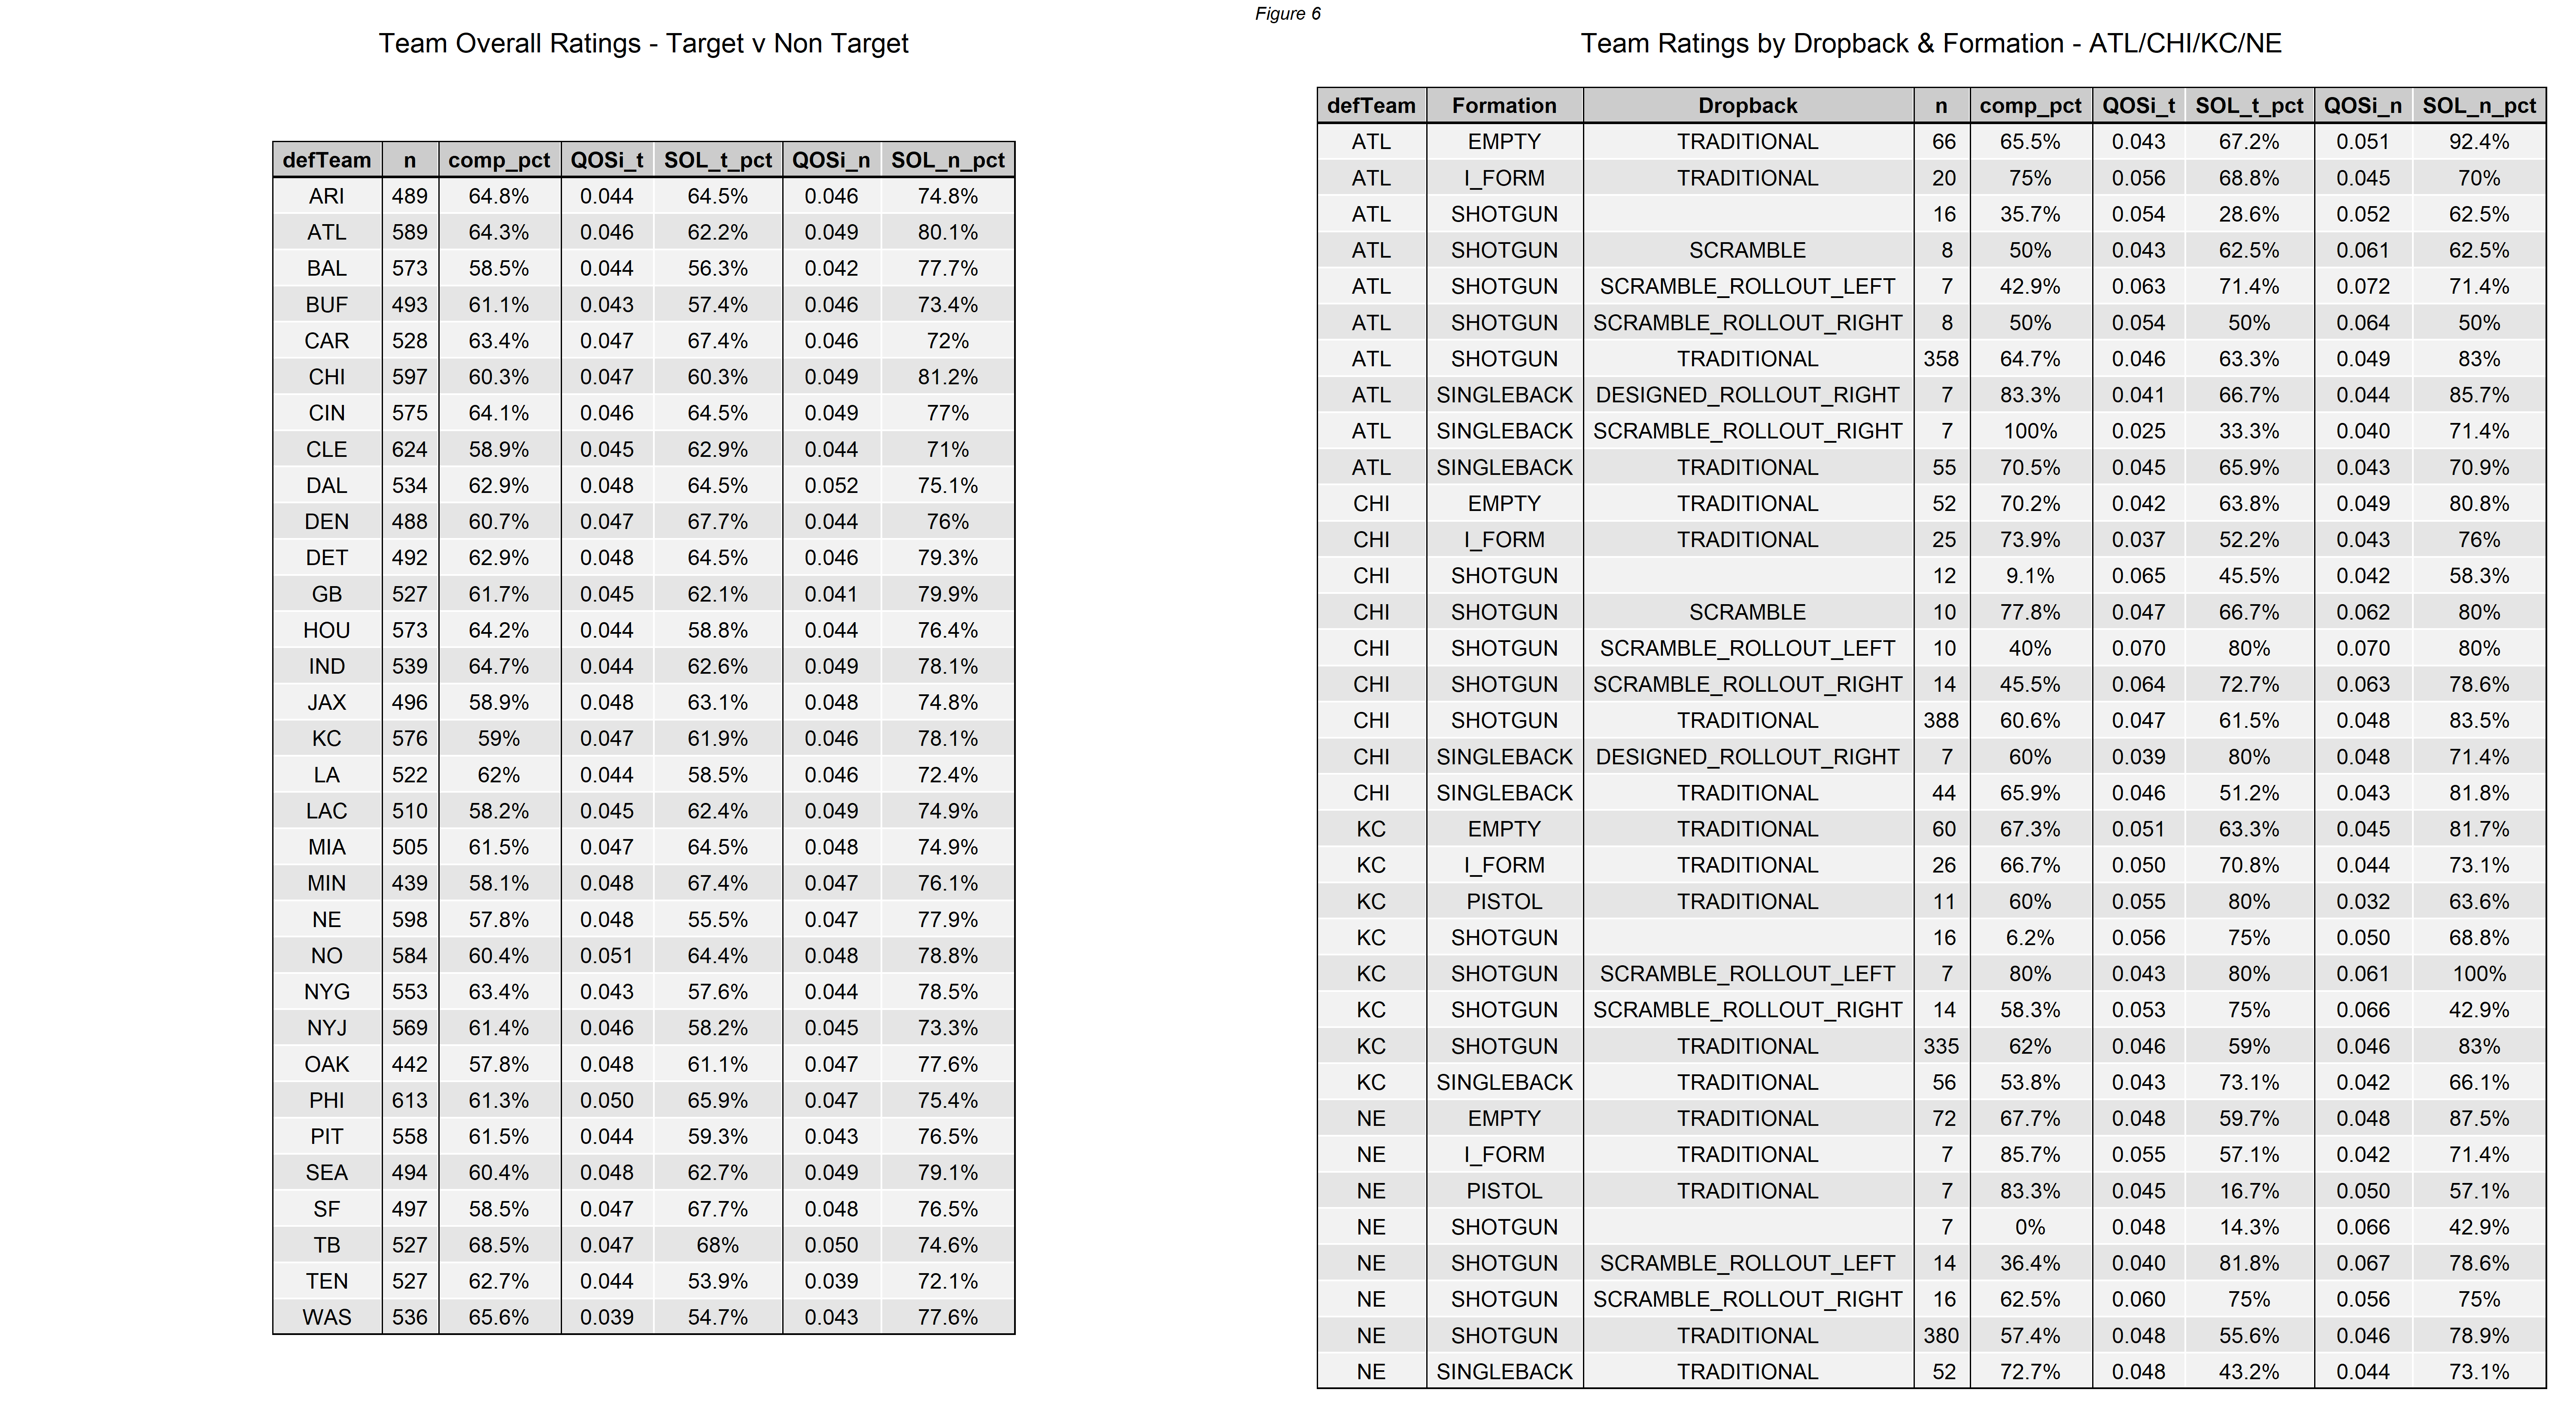 Figure 6
Team Overall Ratings - Target v Non Target
defTeam n comp_pct QOSi_t SOL_t_pct QOSi_n SOL_n_pct
ARI 489 64.8% 0.044 64.5% 0.046 74.8%
ATL 589 64.3% 0.046 62.2% 0.049 80.1%
BAL 573 58.5% 0.044 56.3% 0.042 77.7%
BUF 493 61.1% 0.043 57.4% 0.046 73.4%
CAR 528 63.4% 0.047 67.4% 0.046 72%
CHI 597 60.3% 0.047 60.3% 0.049 81.2%
CIN 575 64.1% 0.046 64.5% 0.049 77%
CLE 624 58.9% 0.045 62.9% 0.044 71%
DAL 534 62.9% 0.048 64.5% 0.052 75.1%
DEN 488 60.7% 0.047 67.7% 0.044 76%
DET 492 62.9% 0.048 64.5% 0.046 79.3%
GB 527 61.7% 0.045 62.1% 0.041 79.9%
HOU 573 64.2% 0.044 58.8% 0.044 76.4%
IND 539 64.7% 0.044 62.6% 0.049 78.1%
JAX 496 58.9% 0.048 63.1% 0.048 74.8%
KC 576 59% 0.047 61.9% 0.046 78.1%
LA 522 62% 0.044 58.5% 0.046 72.4%
LAC 510 58.2% 0.045 62.4% 0.049 74.9%
MIA 505 61.5% 0.047 64.5% 0.048 74.9%
MIN 439 58.1% 0.048 67.4% 0.047 76.1%
NE 598 57.8% 0.048 55.5% 0.047 77.9%
NO 584 60.4% 0.051 64.4% 0.048 78.8%
NYG 553 63.4% 0.043 57.6% 0.044 78.5%
NYJ 569 61.4% 0.046 58.2% 0.045 73.3%
OAK 442 57.8% 0.048 61.1% 0.047 77.6%
PHI 613 61.3% 0.050 65.9% 0.047 75.4%
PIT 558 61.5% 0.044 59.3% 0.043 76.5%
SEA 494 60.4% 0.048 62.7% 0.049 79.1%
SF 497 58.5% 0.047 67.7% 0.048 76.5%
TB 527 68.5% 0.047 68% 0.050 74.6%
TEN 527 62.7% 0.044 53.9% 0.039 72.1%
WAS 536 65.6% 0.039 54.7% 0.043 77.6%
Team Ratings by Dropback & Formation - ATL/CHI/KC/NE
defTeam Formation Dropback n comp_pct QOSi_t SOL_t_pct QOSi_n SOL_n_pct
ATL EMPTY TRADITIONAL 66 65.5% 0.043 67.2% 0.051 92.4%
ATL I_FORM TRADITIONAL 20 75% 0.056 68.8% 0.045 70%
ATL SHOTGUN 16 35.7% 0.054 28.6% 0.052 62.5%
ATL SHOTGUN SCRAMBLE 8 50% 0.043 62.5% 0.061 62.5%
ATL SHOTGUN SCRAMBLE_ROLLOUT_LEFT 7 42.9% 0.063 71.4% 0.072 71.4%
ATL SHOTGUN SCRAMBLE_ROLLOUT_RIGHT 8 50% 0.054 50% 0.064 50%
ATL SHOTGUN TRADITIONAL 358 64.7% 0.046 63.3% 0.049 83%
ATL SINGLEBACK DESIGNED_ROLLOUT_RIGHT 7 83.3% 0.041 66.7% 0.044 85.7%
ATL SINGLEBACK SCRAMBLE_ROLLOUT_RIGHT 7 100% 0.025 33.3% 0.040 71.4%
ATL SINGLEBACK TRADITIONAL 55 70.5% 0.045 65.9% 0.043 70.9%
CHI EMPTY TRADITIONAL 52 70.2% 0.042 63.8% 0.049 80.8%
CHI I_FORM TRADITIONAL 25 73.9% 0.037 52.2% 0.043 76%
CHI SHOTGUN 12 9.1% 0.065 45.5% 0.042 58.3%
CHI SHOTGUN SCRAMBLE 10 77.8% 0.047 66.7% 0.062 80%
CHI SHOTGUN SCRAMBLE_ROLLOUT_LEFT 10 40% 0.070 80% 0.070 80%
CHI SHOTGUN SCRAMBLE_ROLLOUT_RIGHT 14 45.5% 0.064 72.7% 0.063 78.6%
CHI SHOTGUN TRADITIONAL 388 60.6% 0.047 61.5% 0.048 83.5%
CHI SINGLEBACK DESIGNED_ROLLOUT_RIGHT 7 60% 0.039 80% 0.048 71.4%
CHI SINGLEBACK TRADITIONAL 44 65.9% 0.046 51.2% 0.043 81.8%
KC EMPTY TRADITIONAL 60 67.3% 0.051 63.3% 0.045 81.7%
KC I_FORM TRADITIONAL 26 66.7% 0.050 70.8% 0.044 73.1%
KC PISTOL TRADITIONAL 11 60% 0.055 80% 0.032 63.6%
KC SHOTGUN 16 6.2% 0.056 75% 0.050 68.8%
KC SHOTGUN SCRAMBLE_ROLLOUT_LEFT 7 80% 0.043 80% 0.061 100%
KC SHOTGUN SCRAMBLE_ROLLOUT_RIGHT 14 58.3% 0.053 75% 0.066 42.9%
KC SHOTGUN TRADITIONAL 335 62% 0.046 59% 0.046 83%
KC SINGLEBACK TRADITIONAL 56 53.8% 0.043 73.1% 0.042 66.1%
NE EMPTY TRADITIONAL 72 67.7% 0.048 59.7% 0.048 87.5%
NE I_FORM TRADITIONAL 7 85.7% 0.055 57.1% 0.042 71.4%
NE PISTOL TRADITIONAL 7 83.3% 0.045 16.7% 0.050 57.1%
NE SHOTGUN 7 0% 0.048 14.3% 0.066 42.9%
NE SHOTGUN SCRAMBLE_ROLLOUT_LEFT 14 36.4% 0.040 81.8% 0.067 78.6%
NE SHOTGUN SCRAMBLE_ROLLOUT_RIGHT 16 62.5% 0.060 75% 0.056 75%
NE SHOTGUN TRADITIONAL 380 57.4% 0.048 55.6% 0.046 78.9%
NE SINGLEBACK TRADITIONAL 52 72.7% 0.048 43.2% 0.044 73.1%